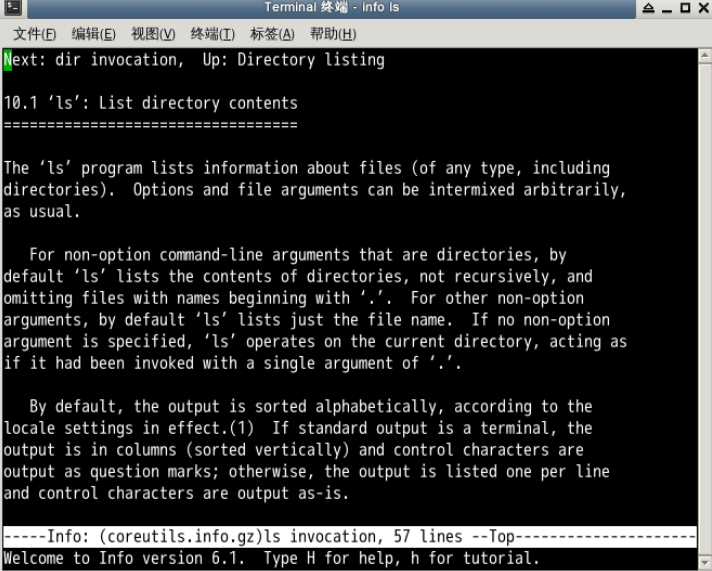 Terminal 终端 - info ls
文件(F) 编辑(E) 视图(V) 终端(T) 标签(A) 帮助(H)
Next: dir invocation,  Up: Directory listing
10.1 ‘ls’: List directory contents
==================================
The ‘ls’ program lists information about files (of any type, including
directories).  Options and file arguments can be intermixed arbitrarily,
as usual.
For non-option command-line arguments that are directories, by
default ‘ls’ lists the contents of directories, not recursively, and
omitting files with names beginning with ‘.’.  For other non-option
arguments, by default ‘ls’ lists just the file name.  If no non-option
argument is specified, ‘ls’ operates on the current directory, acting as
if it had been invoked with a single argument of ‘.’.
By default, the output is sorted alphabetically, according to the
locale settings in effect.(1)  If standard output is a terminal, the
output is in columns (sorted vertically) and control characters are
output as question marks; otherwise, the output is listed one per line
and control characters are output as-is.
-----Info: (coreutils.info.gz)ls invocation, 57 lines --Top---------------------
Welcome to Info version 6.1.  Type H for help, h for tutorial.